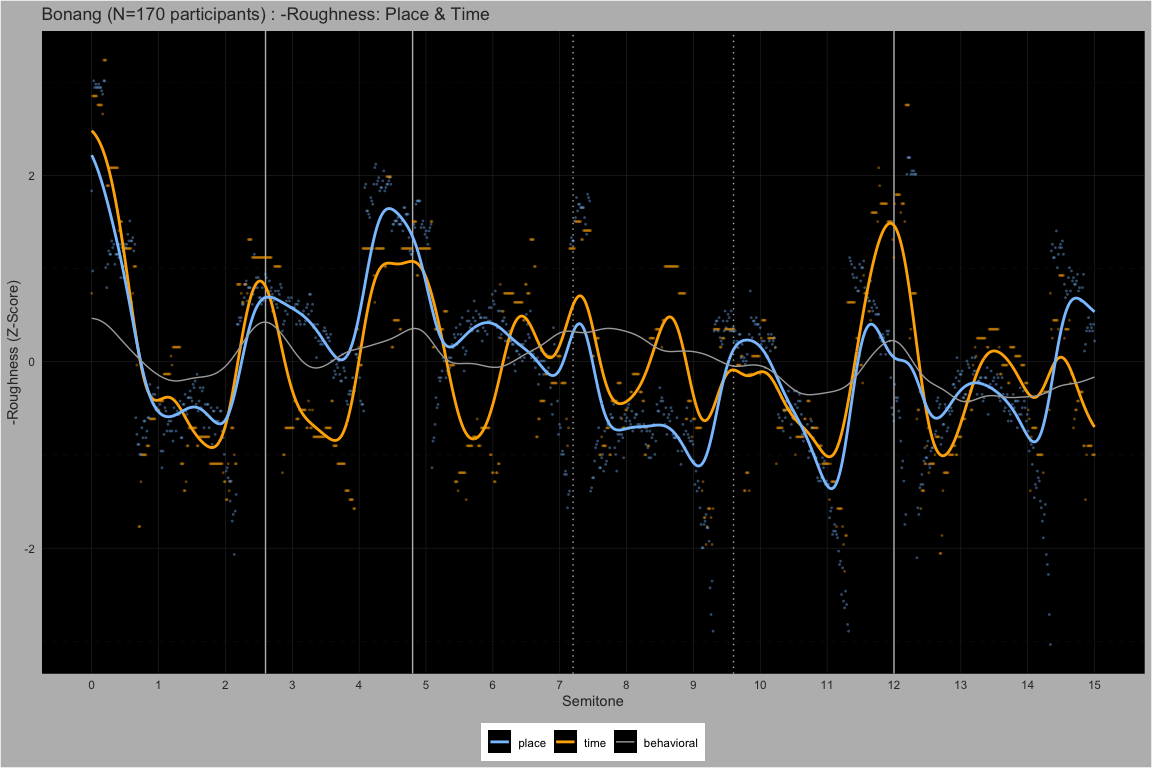 Bonang (N=170 participants) : -Roughness: Place & Time
-Roughness (Z-Score)
2
0
-2
0 1 2 3 4 5 6 7 8 9 10 11 12 13 14 15
Semitone
place time behavioral